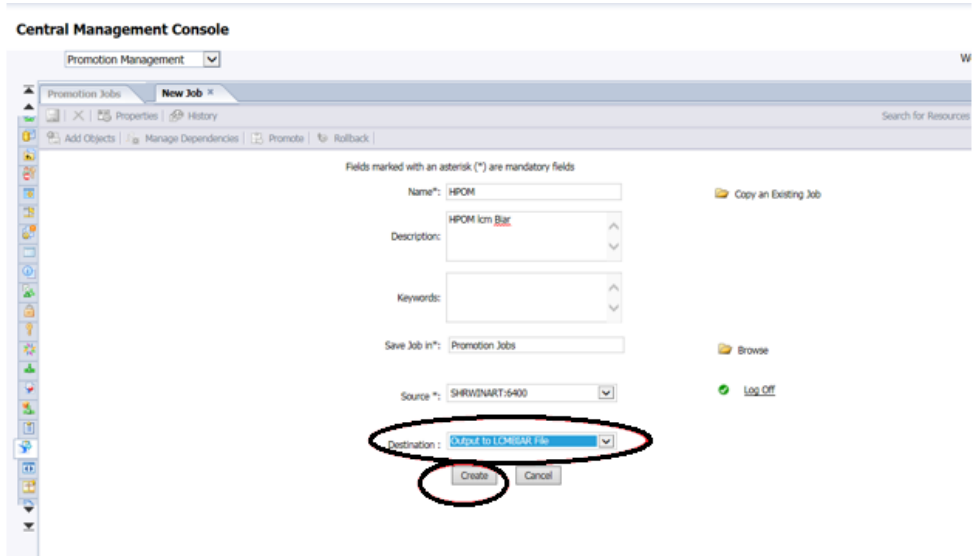 Central Management Console
Promotion Management
Promotion Jobs New Job ×
Properties History Search for Resources
Add Objects Manage Dependencies Promote Rollback
Fields marked with an asterisk (*) are mandatory fields
Name*: HPOM Copy an Existing Job
Description: HPOM lcm Biar
Keywords:
Save Job in*: Promotion Jobs Browse
Source *: SHRWINART:6400 Log Off
Destination : Output to LCMBIAR File
Create Cancel